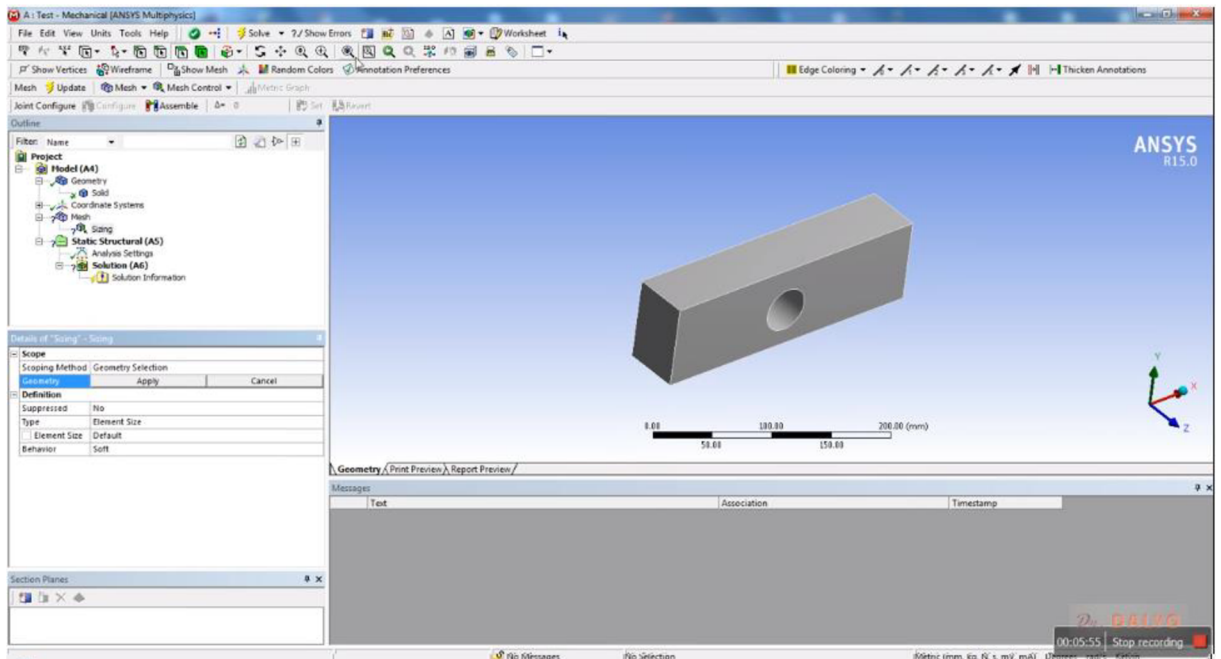 A : Test - Mechanical [ANSYS Multiphysics]
File Edit View Units Tools Help Solve ?/ Show Errors Worksheet
Show Vertices Wireframe Show Mesh Random Colors Annotation Preferences Edge Coloring Thicken Annotations
Mesh Update Mesh Mesh Control Metric Graph
Joint Configure Configure Assemble 0 Set Revert
Outline
Filter: Name
Project
Model (A4)
Geometry
Solid
Coordinate Systems
Mesh
Sizing
Static Structural (A5)
Analysis Settings
Solution (A6)
Solution Information
Details of "Sizing" - Sizing
Scope
Scoping Method Geometry Selection
Geometry Apply Cancel
Definition
Suppressed No
Type Element Size
Element Size Default
Behavior Soft
Section Planes
ANSYS
R15.0
Y
X
Z
0.00 100.00 200.00 (mm)
50.00 150.00
Geometry Print Preview Report Preview
Messages
Text Association Timestamp
Dr. DALYO
00:05:55 Stop recording
No Messages No Selection